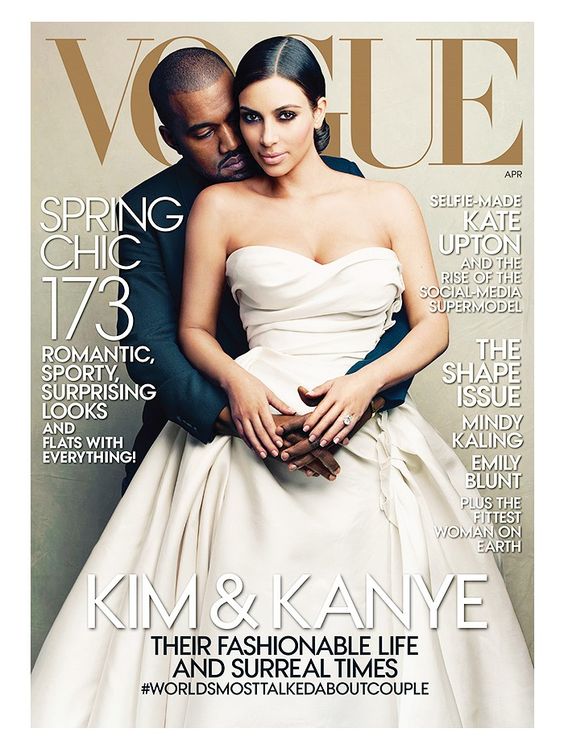 VOGUE
APR
SPRING
CHIC
173
ROMANTIC,
SPORTY,
SURPRISING
LOOKS
AND
FLATS WITH
EVERYTHING!
SELFIE-MADE
KATE
UPTON
AND THE
RISE OF THE
SOCIAL-MEDIA
SUPERMODEL
THE
SHAPE
ISSUE
MINDY
KALING
EMILY
BLUNT
PLUS THE
FITTEST
WOMAN ON
EARTH
KIM & KANYE
THEIR FASHIONABLE LIFE
AND SURREAL TIMES
#WORLDSMOSTTALKEDABOUTCOUPLE